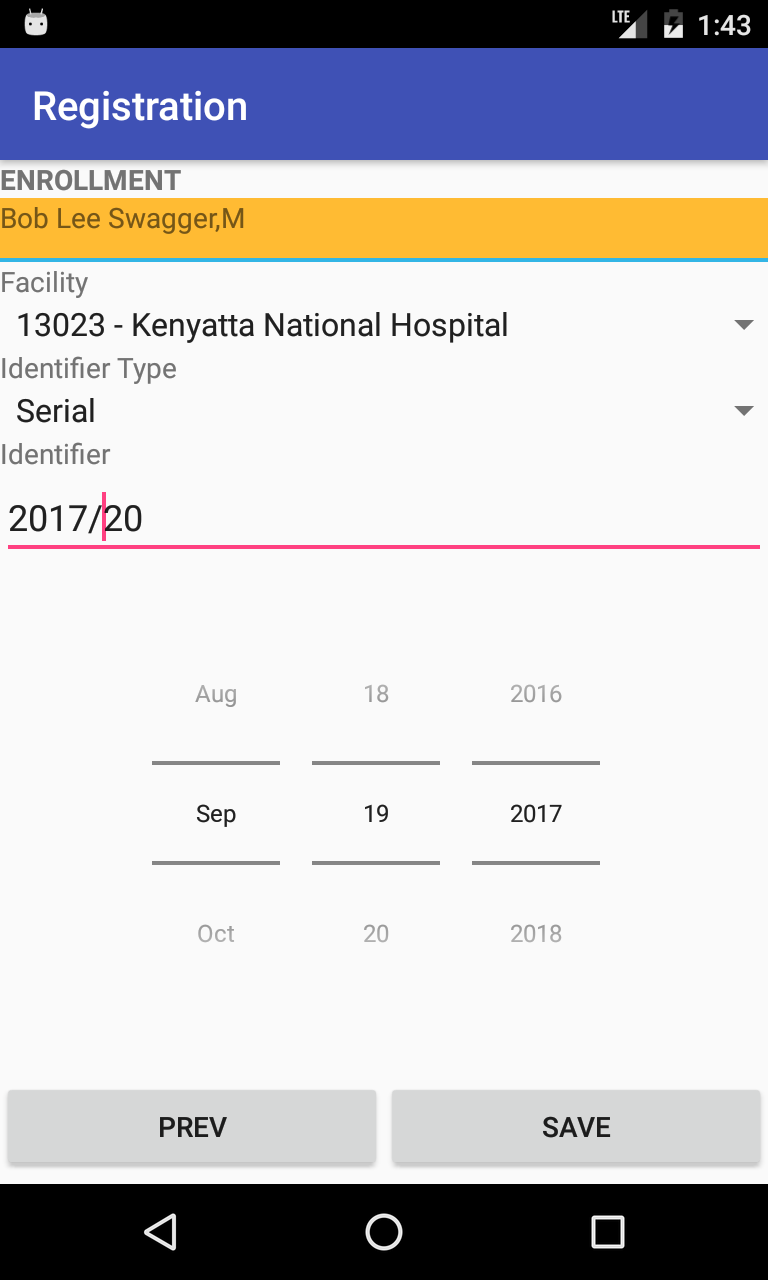 LTE 1:43
Registration
ENROLLMENT
Bob Lee Swagger,M
Facility
13023 - Kenyatta National Hospital
Identifier Type
Serial
Identifier
2017/20
Aug 18 2016
Sep 19 2017
Oct 20 2018
PREV SAVE